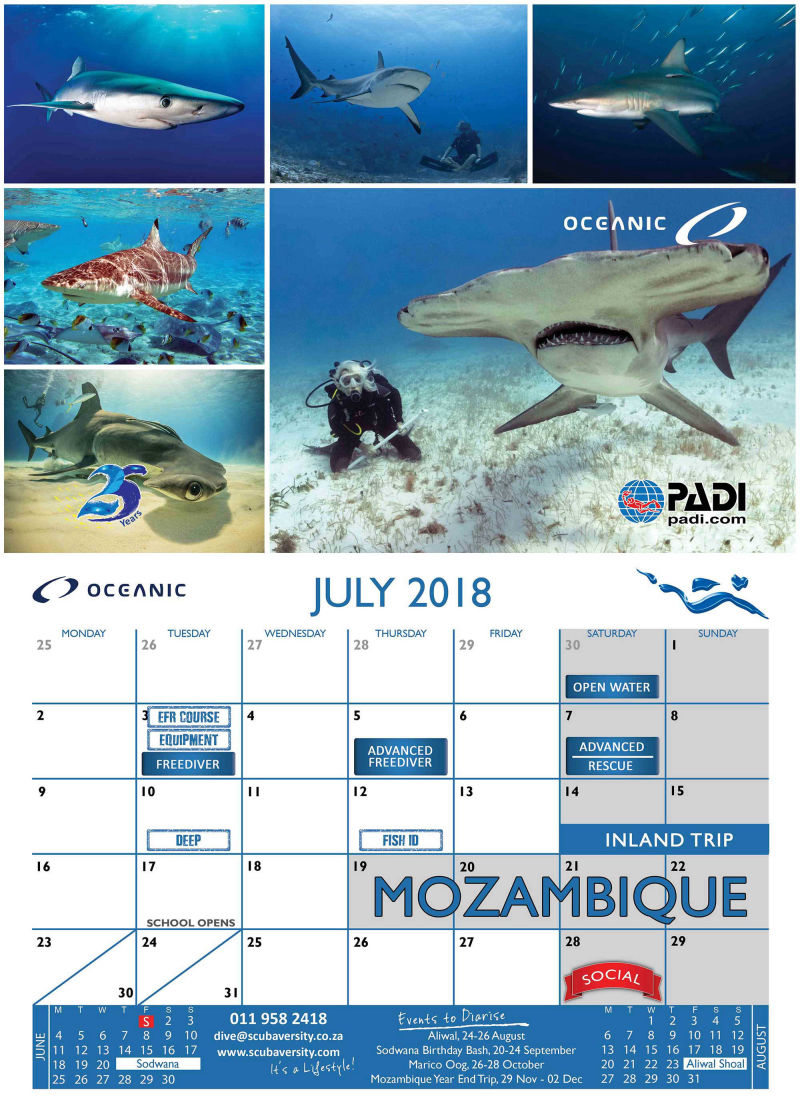 OCEANIC
25 Years
PADI
padi.com
OCEANIC
JULY 2018
MONDAY TUESDAY WEDNESDAY THURSDAY FRIDAY SATURDAY SUNDAY
25 26 27 28 29 30 1
OPEN WATER
2 3 4 5 6 7 8
EFR COURSE
EQUIPMENT
FREEDIVER
ADVANCED
FREEDIVER
ADVANCED
RESCUE
9 10 11 12 13 14 15
DEEP
FISH ID
INLAND TRIP
16 17 18 19 20 21 22
MOZAMBIQUE
SCHOOL OPENS
23 24 25 26 27 28 29
SOCIAL
30 31
JUNE
M T W T F S S
S 2 3
4 5 6 7 8 9 10
11 12 13 14 15 16 17
18 19 20 Sodwana
25 26 27 28 29 30
011 958 2418
dive@scubaversity.co.za
www.scubaversity.com
It's a Lifestyle!
Events to Diarise
Aliwal, 24-26 August
Sodwana Birthday Bash, 20-24 September
Marico Oog, 26-28 October
Mozambique Year End Trip, 29 Nov - 02 Dec
M T W T F S S
1 2 3 4 5
6 7 8 9 10 11 12
13 14 15 16 17 18 19
20 21 22 23 Aliwal Shoal
27 28 29 30 31
AUGUST